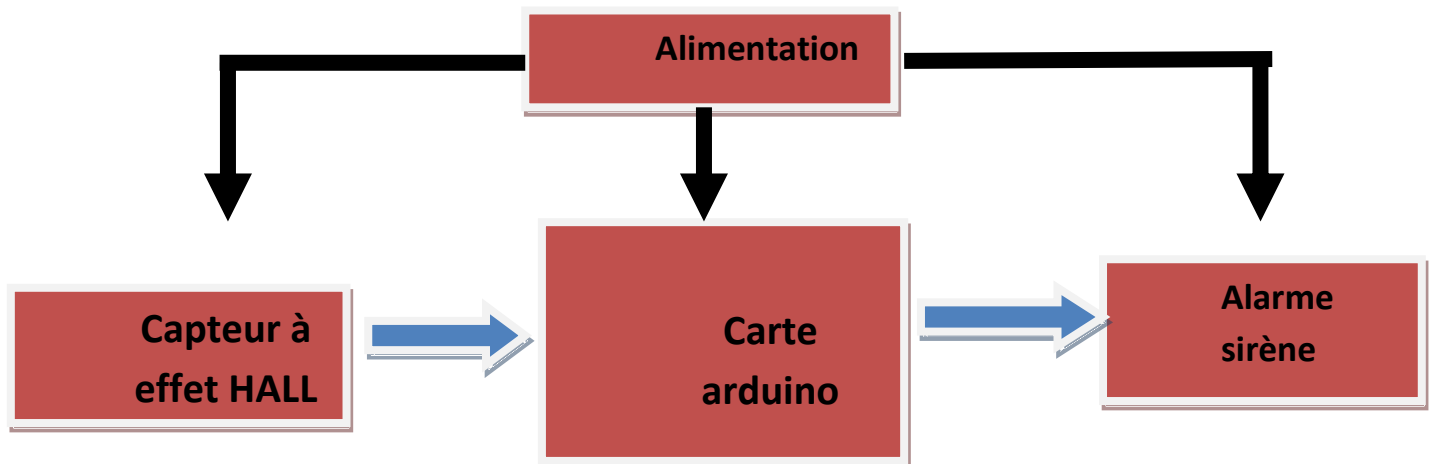 Alimentation
Capteur à
effet HALL
Carte
arduino
Alarme
sirène